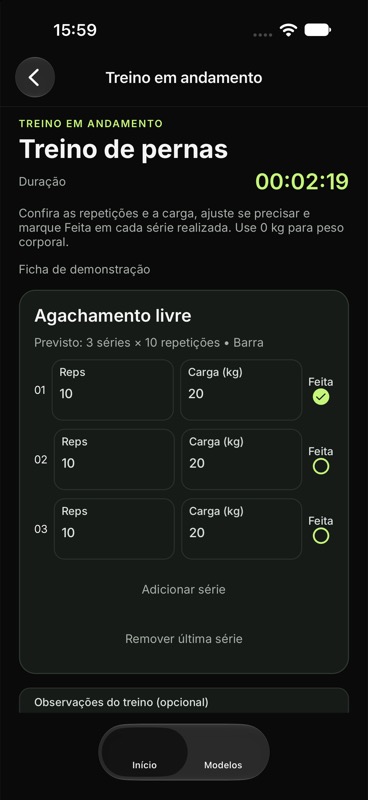 15:59
Treino em andamento
TREINO EM ANDAMENTO
Treino de pernas
Duração 00:02:19
Confira as repetições e a carga, ajuste se precisar e
marque Feita em cada série realizada. Use 0 kg para peso
corporal.
Ficha de demonstração
Agachamento livre
Previsto: 3 séries × 10 repetições • Barra
Reps Carga (kg) Feita
01 10 20
Reps Carga (kg) Feita
02 10 20
Reps Carga (kg) Feita
03 10 20
Adicionar série
Remover última série
Observações do treino (opcional)
Início Modelos